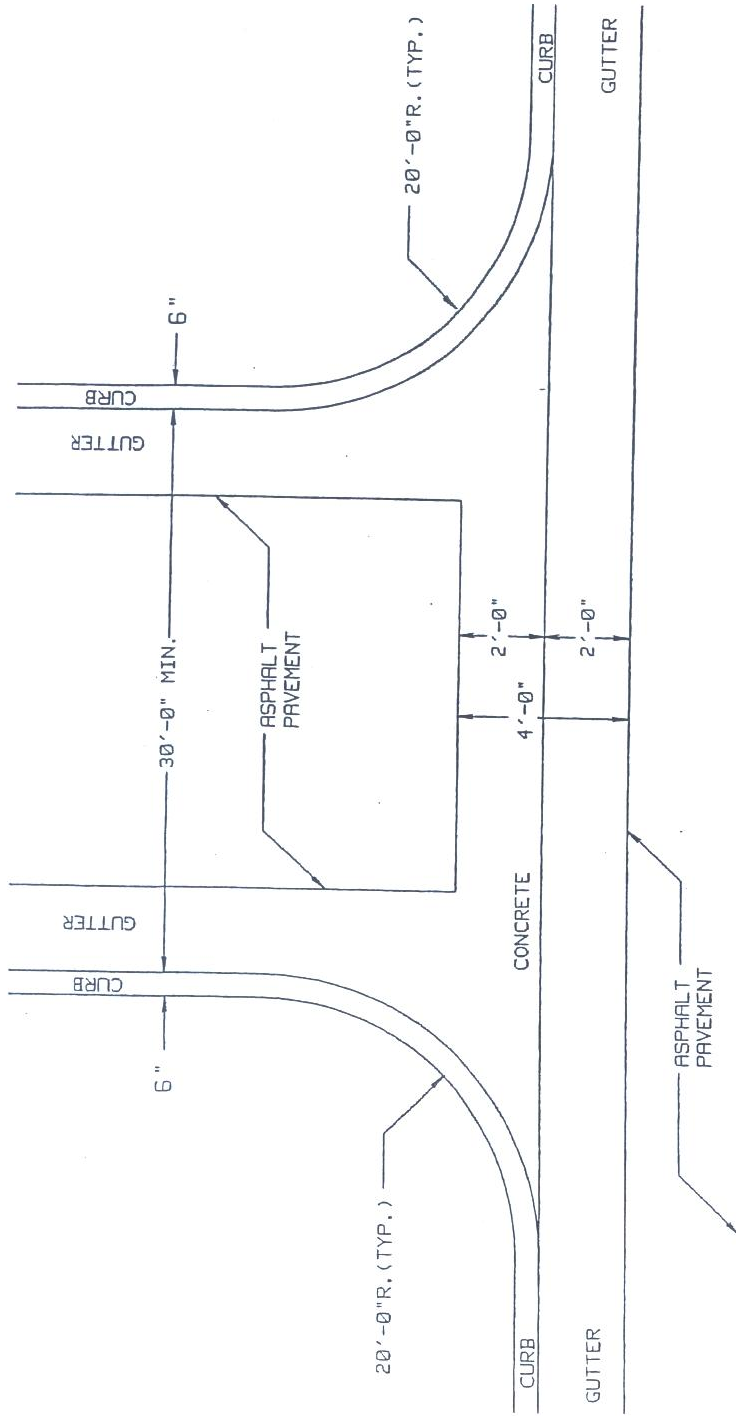 20'-0"R. (TYP.)
CURB
GUTTER
6"
CURB
GUTTER
30'-0" MIN.
ASPHALT
PAVEMENT
2'-0"
2'-0"
4'-0"
GUTTER
CURB
6"
CONCRETE
ASPHALT
PAVEMENT
20'-0"R. (TYP.)
CURB
GUTTER